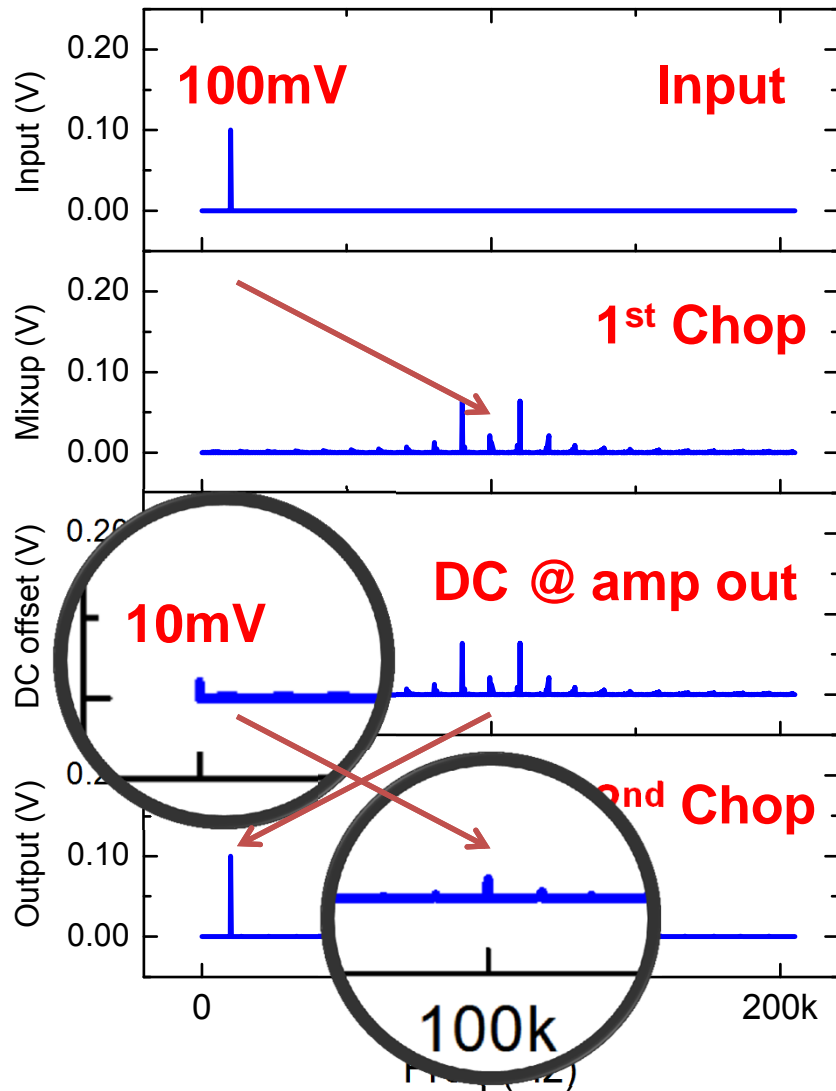 0.20
100mV
Input
Input (V)
0.10
0.00
0.20
1st Chop
Mixup (V)
0.10
0.00
DC offset (V)
DC @ amp out
10mV
Chop
Output (V)
0.10
0.00
0
100k
200k